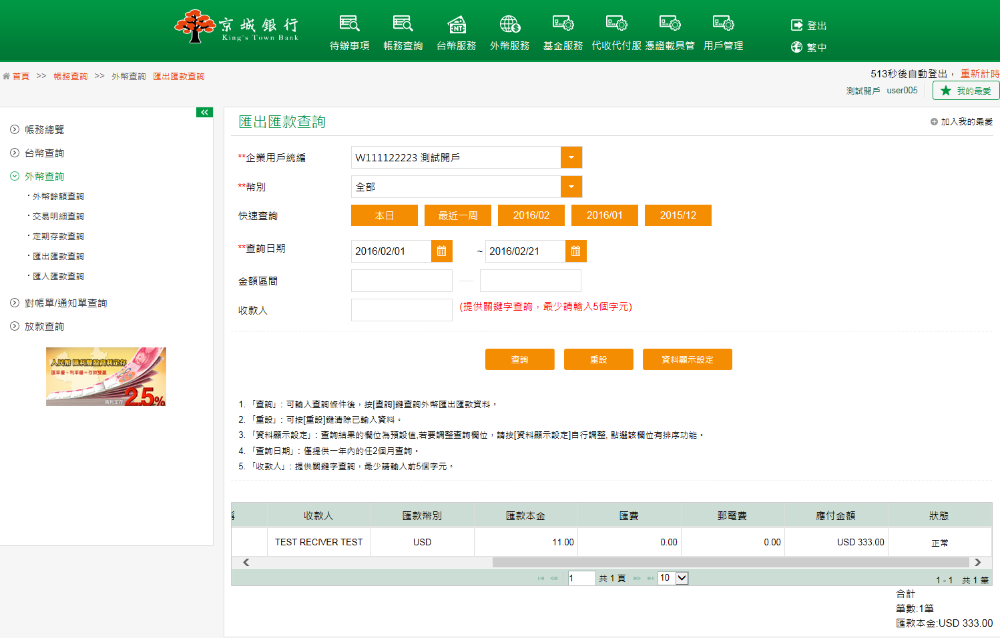 京城銀行
King's Town Bank
待辦事項 帳務查詢 台幣服務 外幣服務 基金服務 代收代付服 憑證載具管 用戶管理
登出
繁中
首頁 >> 帳務查詢 >> 外幣查詢 匯出匯款查詢
513秒後自動登出， 重新計時
測試開戶 user005 我的最愛
帳務總覽
台幣查詢
外幣查詢
・外幣餘額查詢
・交易明細查詢
・定期存款查詢
・匯出匯款查詢
・匯入匯款查詢
對帳單/通知單查詢
放款查詢
人民幣 匯利雙盈高利定存
匯率優+利率優=存款雙贏
高利定存 2.5%
匯出匯款查詢
加入我的最愛
**企業用戶統編 W111122223 測試開戶
**幣別 全部
快速查詢 本日 最近一周 2016/02 2016/01 2015/12
**查詢日期 2016/02/01 ~ 2016/02/21
金額區間 —
收款人 (提供關鍵字查詢，最少請輸入5個字元)
查詢 重設 資料顯示設定
1. 「查詢」: 可輸入查詢條件後，按[查詢]鍵查詢外幣匯出匯款資料。
2. 「重設」: 可按[重設]鍵清除已輸入資料。
3. 「資料顯示設定」: 查詢結果的欄位為預設值,若要調整查詢欄位，請按[資料顯示設定]自行調整, 點選該欄位有排序功能。
4. 「查詢日期」: 僅提供一年內的任2個月查詢。
5. 「收款人」: 提供關鍵字查詢，最少請輸入前5個字元。
收款人 匯款幣別 匯款本金 匯費 郵電費 應付金額 狀態
TEST RECIVER TEST USD 11.00 0.00 0.00 USD 333.00 正常
1 共 1 頁 10 1 - 1 共 1 筆
合計
筆數:1筆
匯款本金:USD 333.00